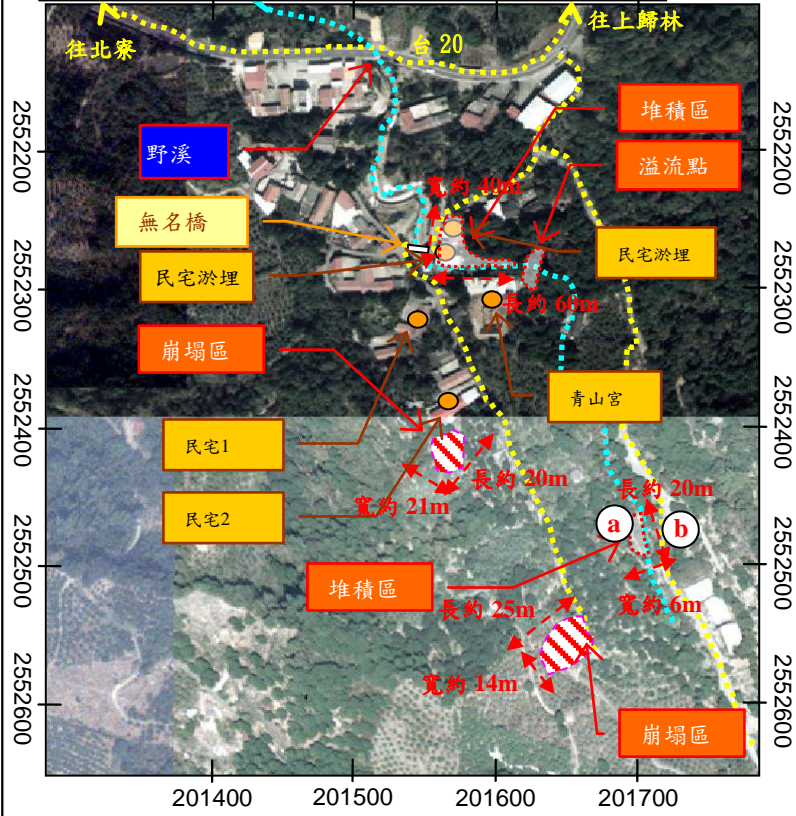 往北寮
台 20
往上歸林
堆積區
野溪
溢流點
寬約 40m
無名橋
民宅淤埋
民宅淤埋
長約 60m
崩塌區
青山宮
民宅1
長約 20m
寬約 21m
民宅2
長約 20m
a
b
堆積區
長約 25m
寬約 6m
寬約 14m
崩塌區
2552200
2552300
2552400
2552500
2552600
2552200
2552300
2552400
2552500
2552600
201400
201500
201600
201700